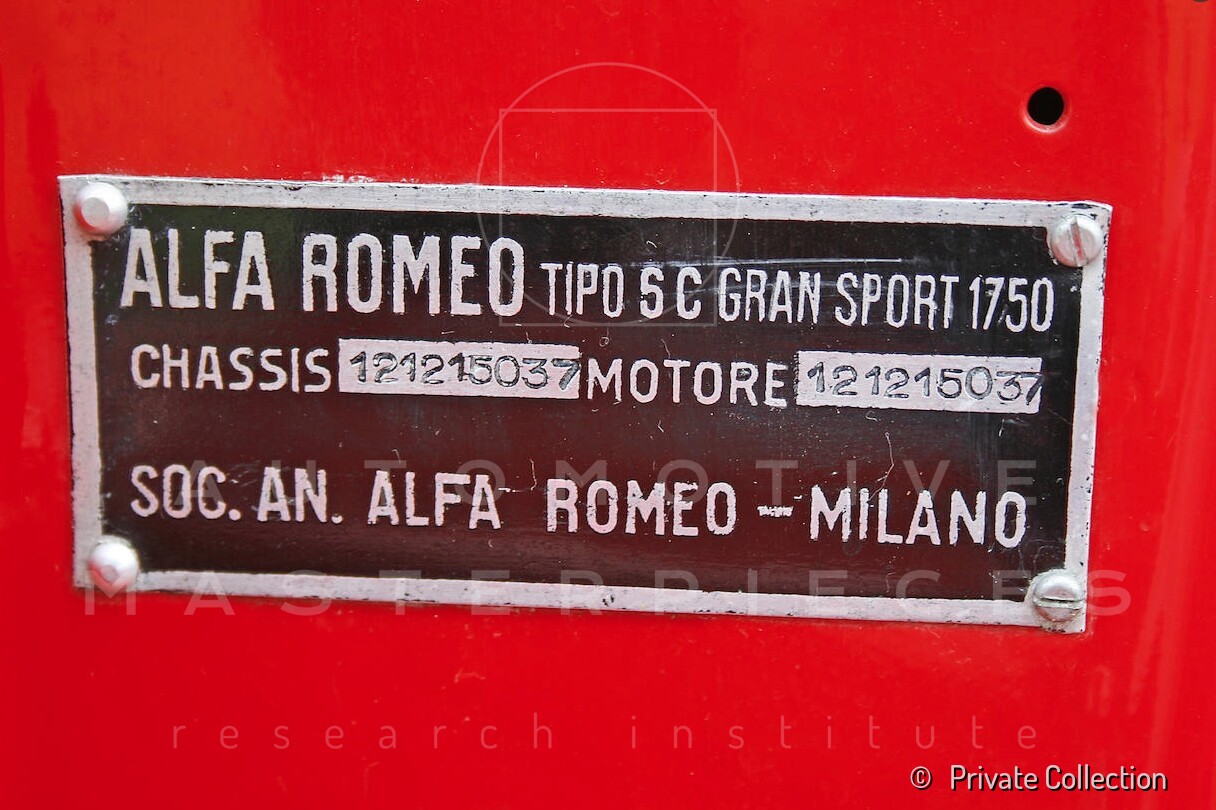 ALFA ROMEO TIPO 6C GRAN SPORT 1750
CHASSIS 121215037 MOTORE 121215037
SOC. AN. ALFA ROMEO - MILANO
AUTOMOTIVE
MASTERPIECES
research institute
© Private Collection